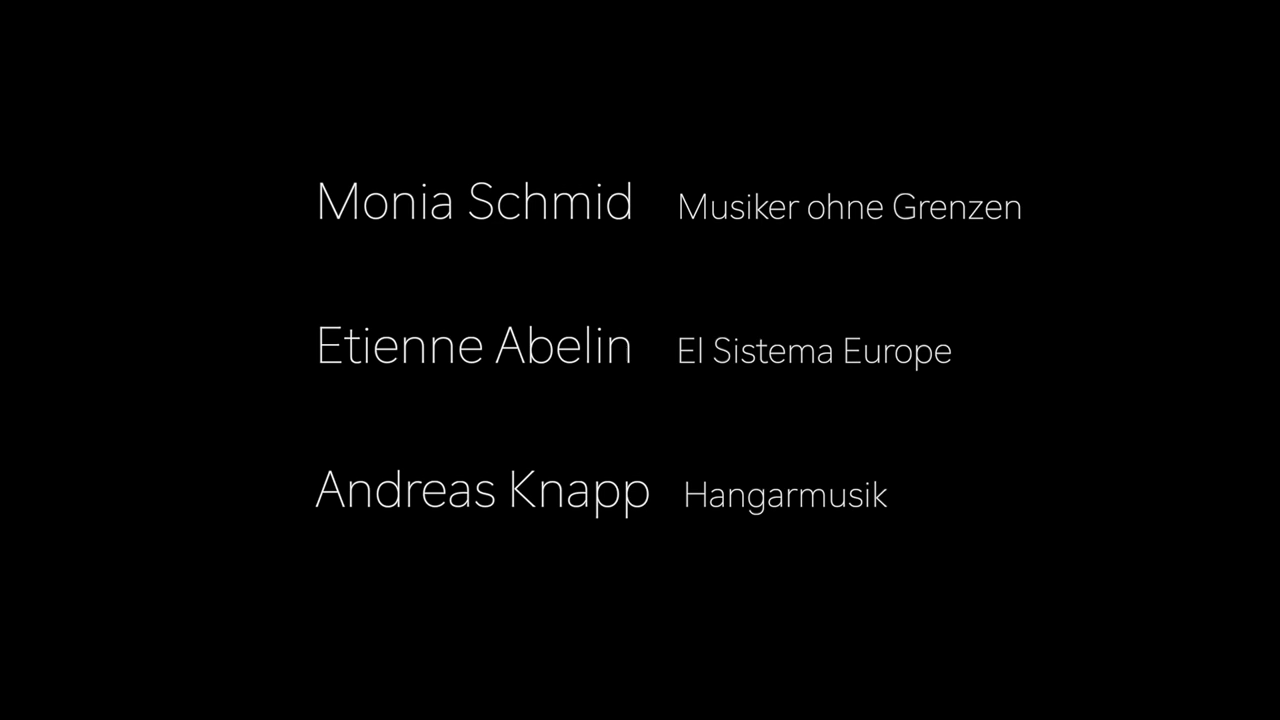 Monia Schmid Musiker ohne Grenzen
Etienne Abelin El Sistema Europe
Andreas Knapp Hangarmusik